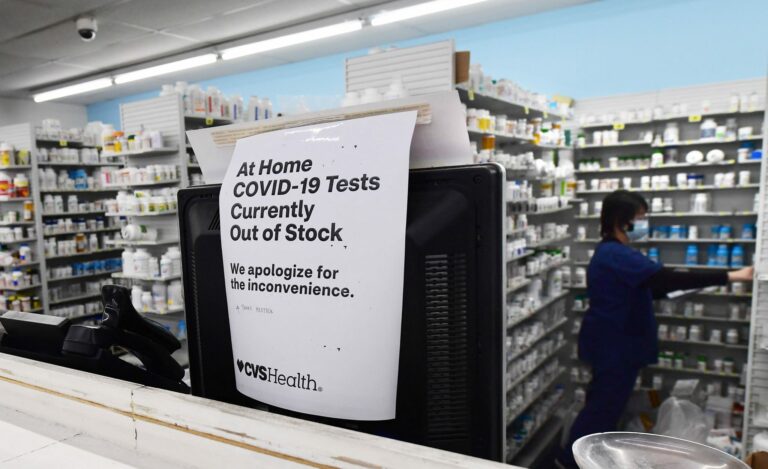 At Home
COVID-19 Tests
Currently
Out of Stock
We apologize for
the inconvenience.
CVSHealth®